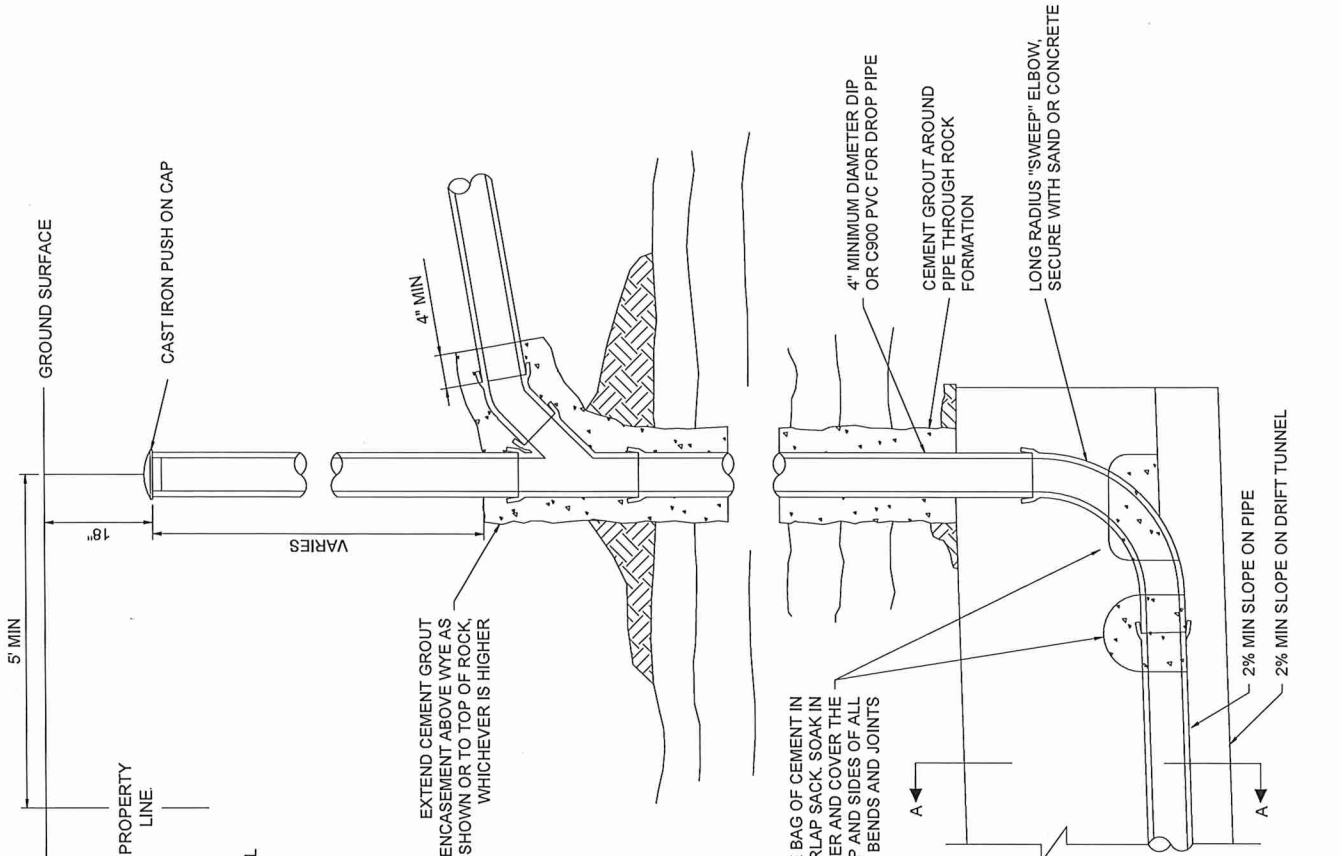 5' MIN
GROUND SURFACE
18"
CAST IRON PUSH ON CAP
VARIES
PROPERTY
LINE.
L
4" MIN
EXTEND CEMENT GROUT
ENCASEMENT ABOVE WYE AS
SHOWN OR TO TOP OF ROCK,
WHICHEVER IS HIGHER
4" MINIMUM DIAMETER DIP
OR C900 PVC FOR DROP PIPE
CEMENT GROUT AROUND
PIPE THROUGH ROCK
FORMATION
LONG RADIUS "SWEEP" ELBOW,
SECURE WITH SAND OR CONCRETE
BAG OF CEMENT IN
RLAP SACK. SOAK IN
ER AND COVER THE
P AND SIDES OF ALL
BENDS AND JOINTS
A
A
2% MIN SLOPE ON PIPE
2% MIN SLOPE ON DRIFT TUNNEL